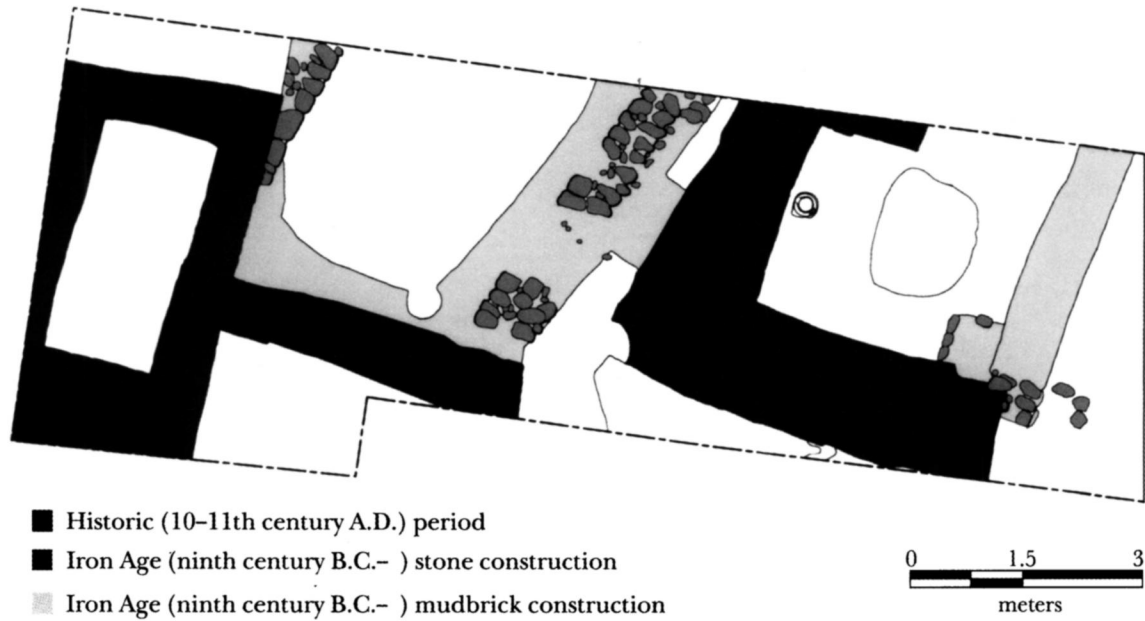 Historic (10–11th century A.D.) period
Iron Age (ninth century B.C.– ) stone construction
Iron Age (ninth century B.C.– ) mudbrick construction
0 1.5 3
meters